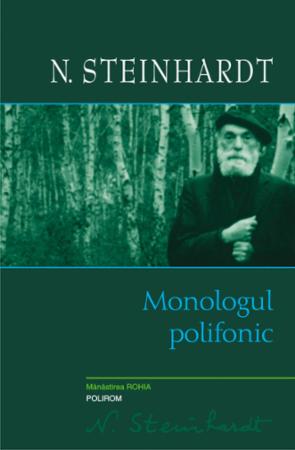 N. STEINHARDT
Monologul
polifonic
Mănăstirea ROHIA
POLIROM
N. Steinhardt